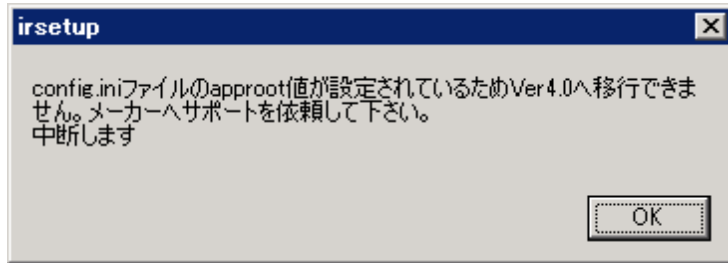 irsetup
config.iniファイルのapproot値が設定されているためVer4.0へ移行できま
せん。メーカーへサポートを依頼して下さい。
中断します
OK